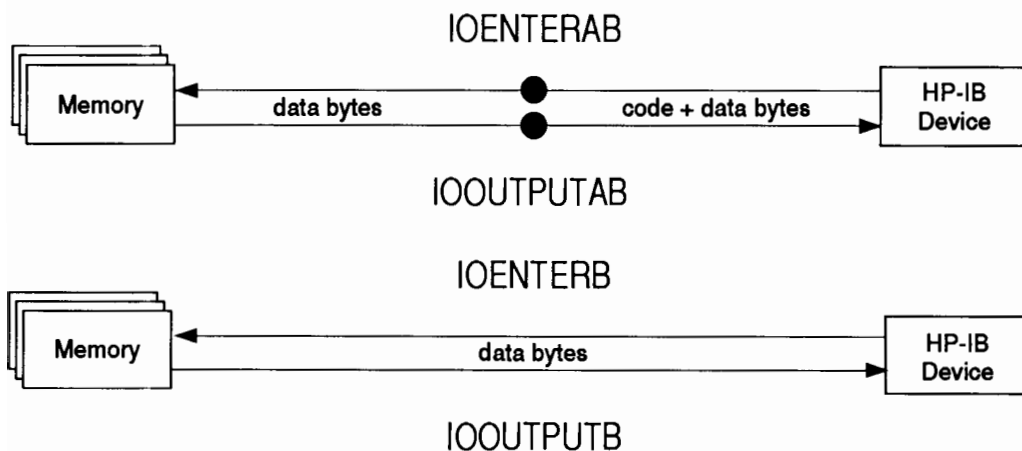 IOENTERAB
Memory
data bytes
code + data bytes
HP-IB
Device
IOOUTPUTAB
IOENTERB
Memory
data bytes
HP-IB
Device
IOOUTPUTB